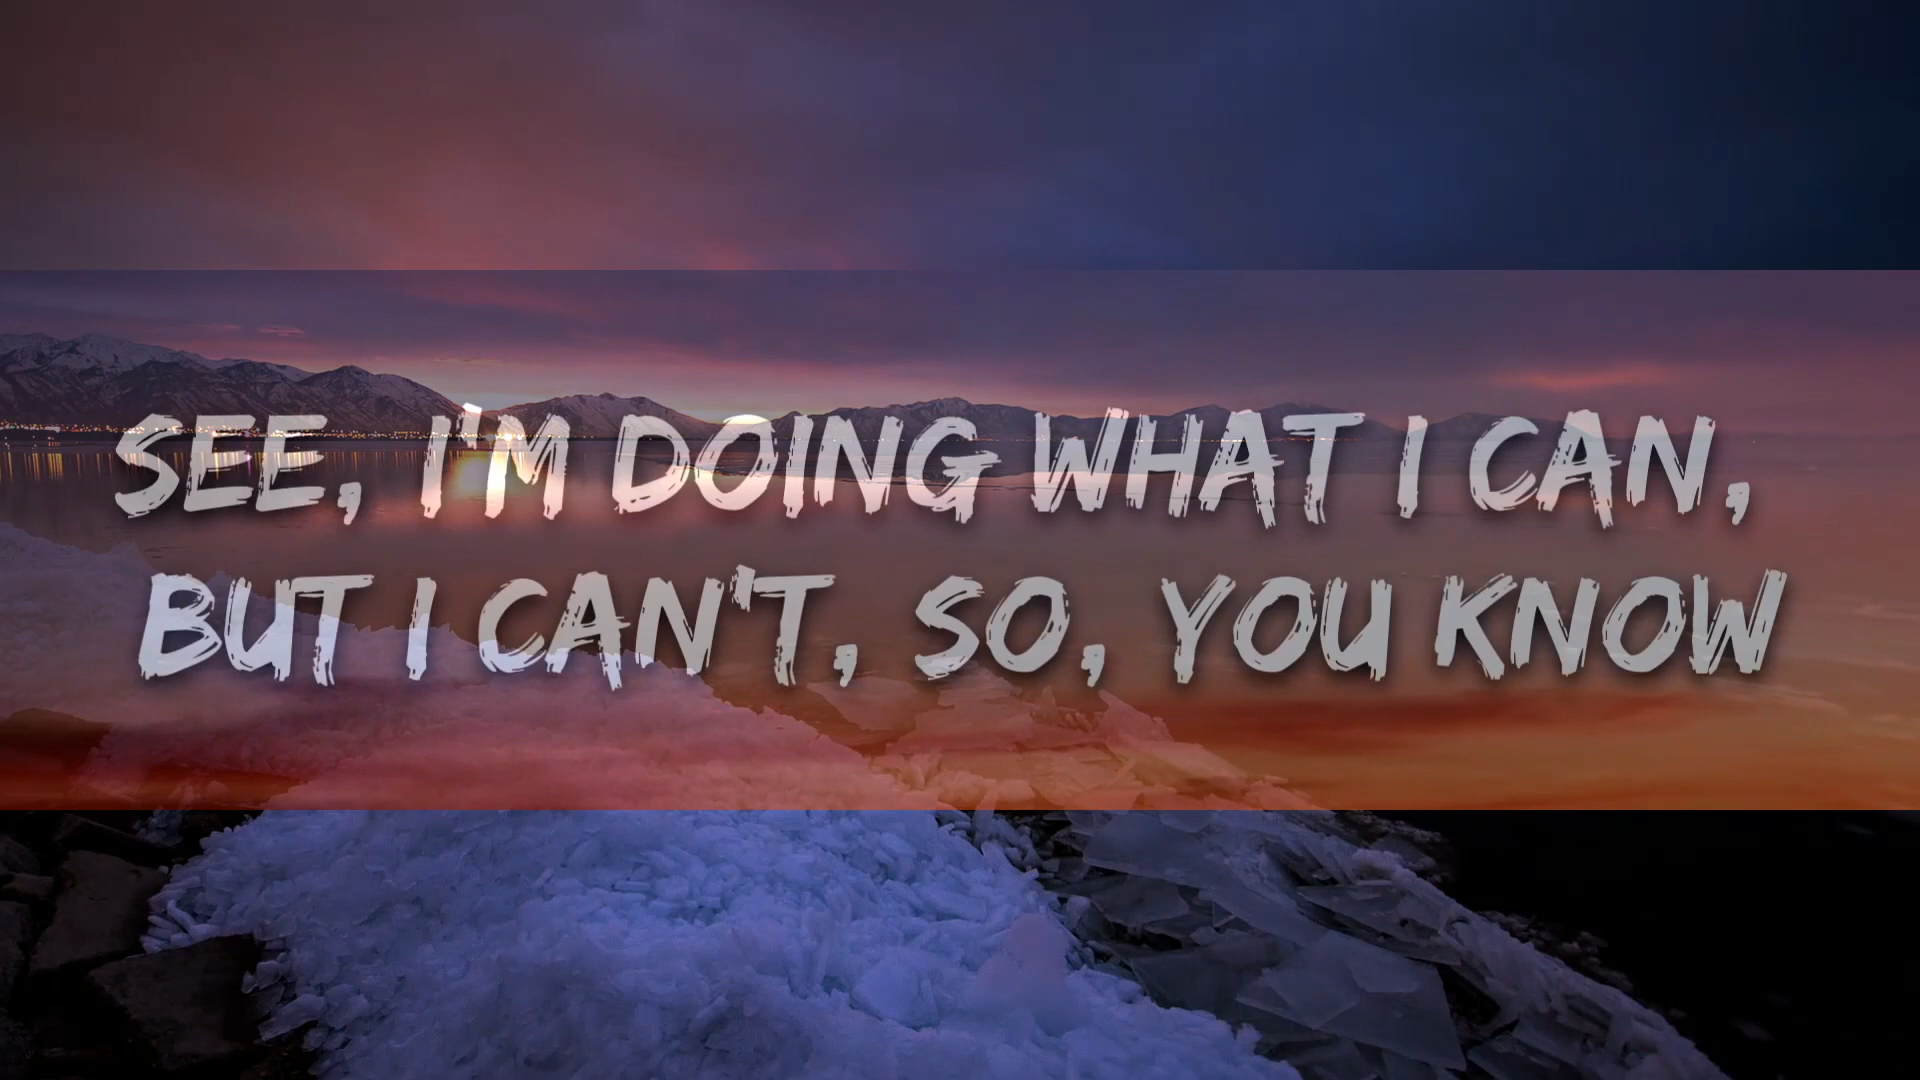 SEE, I'M DOING WHAT I CAN,
BUT I CAN'T, SO, YOU KNOW